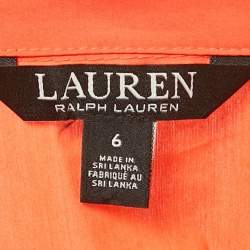 LAUREN
RALPH LAUREN
6
MADE IN
SRI LANKA
FABRIQUÉ AU
SRI LANKA